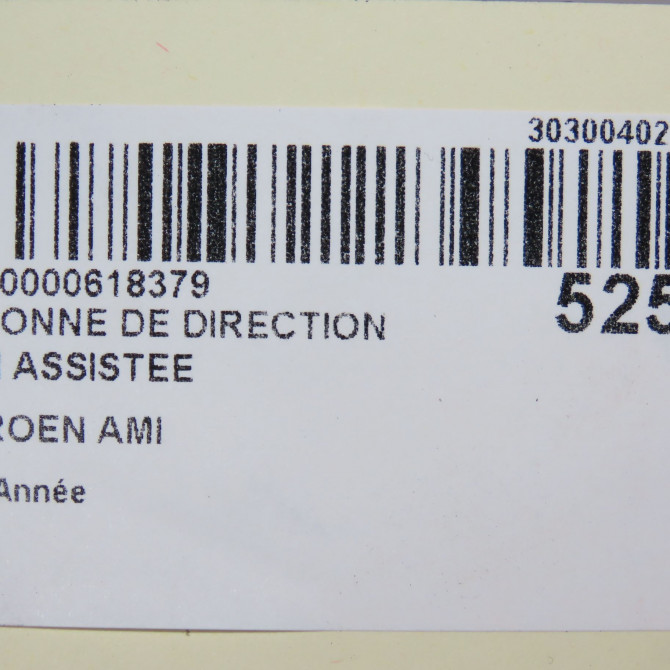 30300402
0000618379
525
ONNE DE DIRECTION
ASSISTEE
ROEN AMI
Année